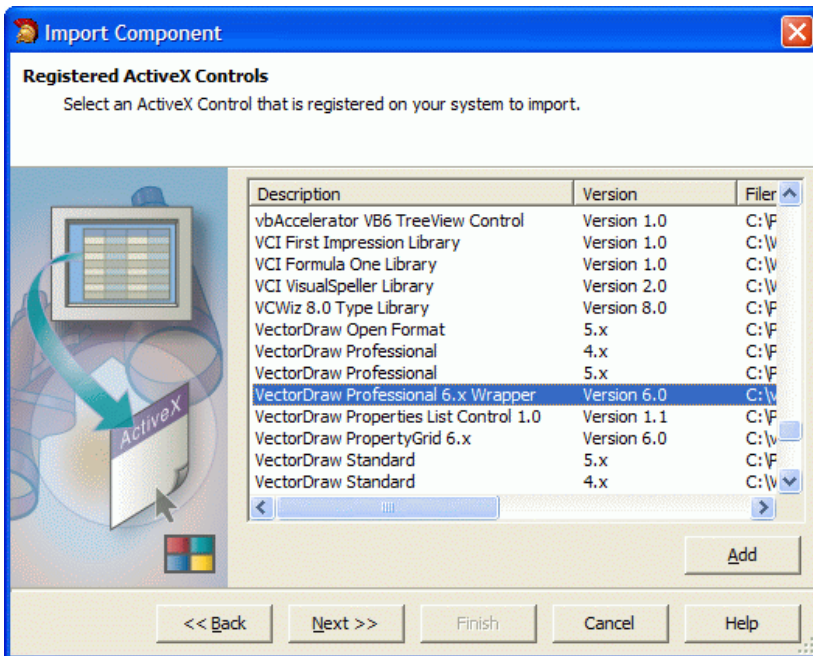 Import Component
Registered ActiveX Controls
Select an ActiveX Control that is registered on your system to import.
Description Version Filer
vbAccelerator VB6 TreeView Control Version 1.0 C:\P
VCI First Impression Library Version 1.0 C:\W
VCI Formula One Library Version 1.0 C:\W
VCI VisualSpeller Library Version 2.0 C:\W
VCWiz 8.0 Type Library Version 8.0 C:\P
VectorDraw Open Format 5.x C:\P
VectorDraw Professional 4.x C:\P
VectorDraw Professional 5.x C:\P
VectorDraw Professional 6.x Wrapper Version 6.0 C:\v
VectorDraw Properties List Control 1.0 Version 1.1 C:\P
VectorDraw PropertyGrid 6.x Version 6.0 C:\v
VectorDraw Standard 5.x C:\P
VectorDraw Standard 4.x C:\W
ActiveX
Add
<< Back Next >> Finish Cancel Help